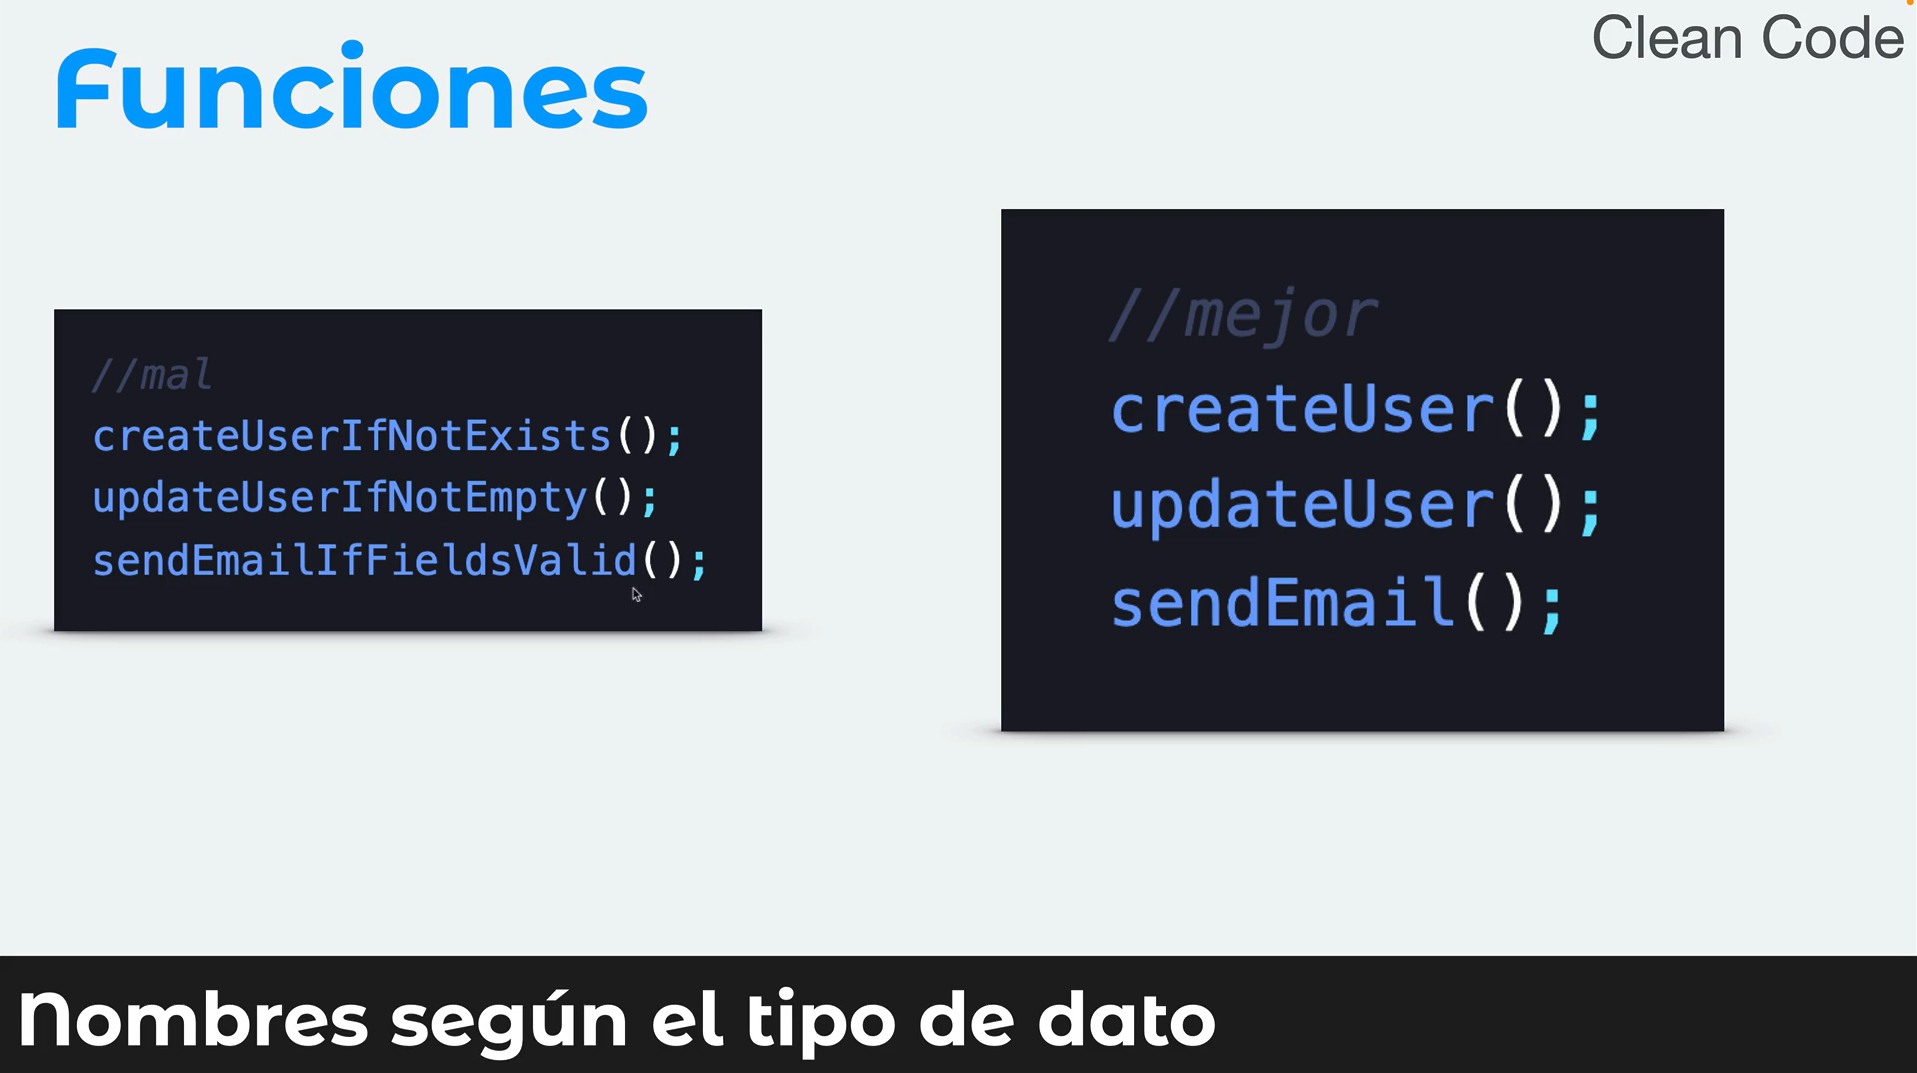 Clean Code
Funciones
//mal
createUserIfNotExists();
updateUserIfNotEmpty();
sendEmailIfFieldsValid();
//mejor
createUser();
updateUser();
sendEmail();
Nombres según el tipo de dato